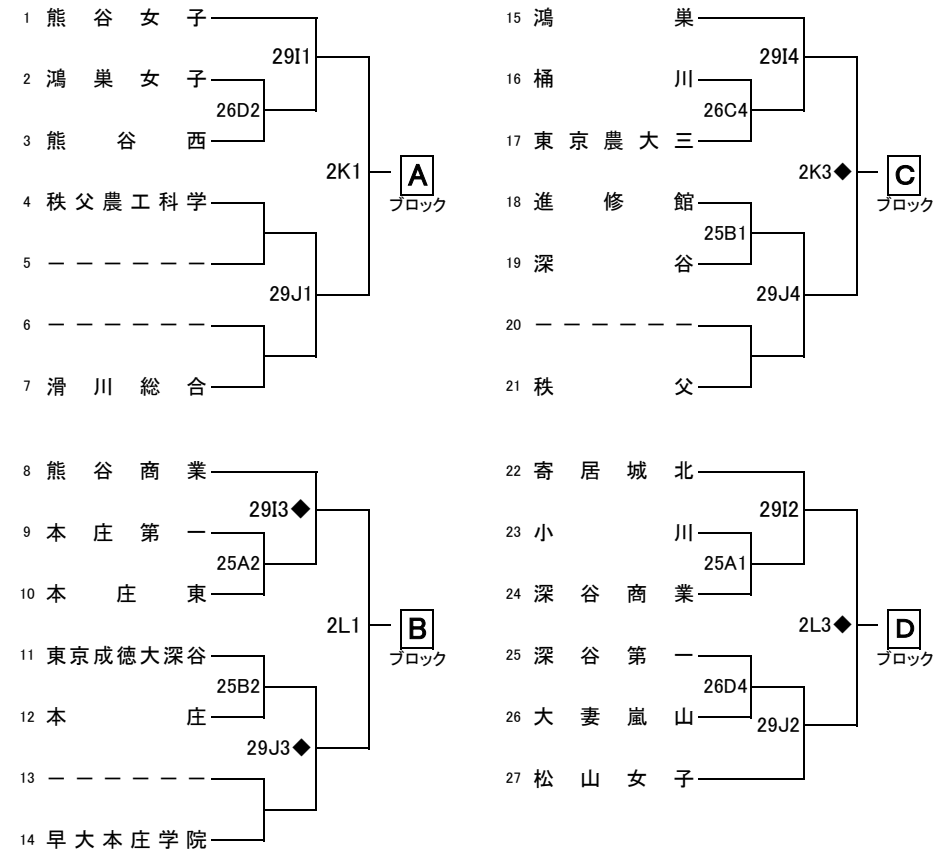 1 熊谷女子
29I1
2 鴻巣女子
26D2
3 熊谷西
2K1
A
ブロック
4 秩父農工科学
5 ーーーーーー
29J1
6 ーーーーーー
7 滑川総合
8 熊谷商業
29I3◆
9 本庄第一
25A2
10 本庄東
2L1
B
ブロック
11 東京成徳大深谷
25B2
12 本庄
29J3◆
13 ーーーーーー
14 早大本庄学院
15 鴻巣
29I4
16 桶川
26C4
17 東京農大三
2K3◆
C
ブロック
18 進修館
25B1
19 深谷
29J4
20 ーーーーーー
21 秩父
22 寄居城北
29I2
23 小川
25A1
24 深谷商業
2L3◆
D
ブロック
25 深谷第一
26D4
26 大妻嵐山
29J2
27 松山女子